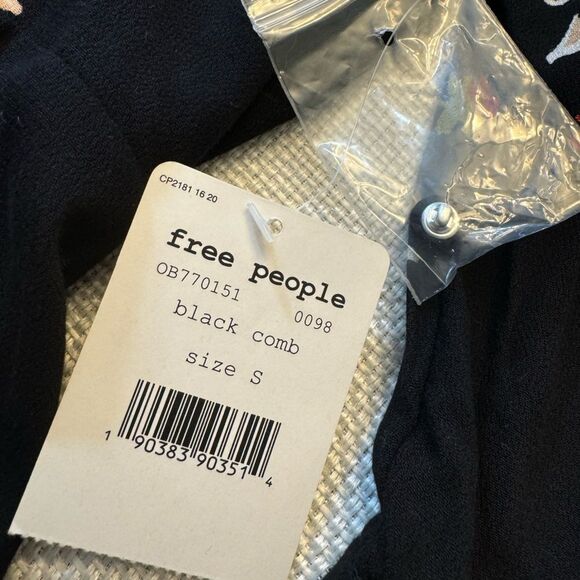 CP2181 16 20
free people
OB770151 0098
black comb
size S
1 90383 90351 4